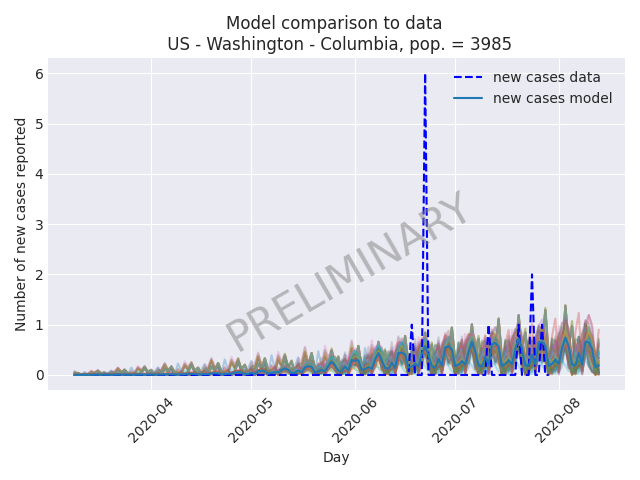 Model comparison to data
US - Washington - Columbia, pop. = 3985
Number of new cases reported
6
5
4
3
2
1
0
new cases data
new cases model
PRELIMINARY
2020-04
2020-05
2020-06
2020-07
2020-08
Day